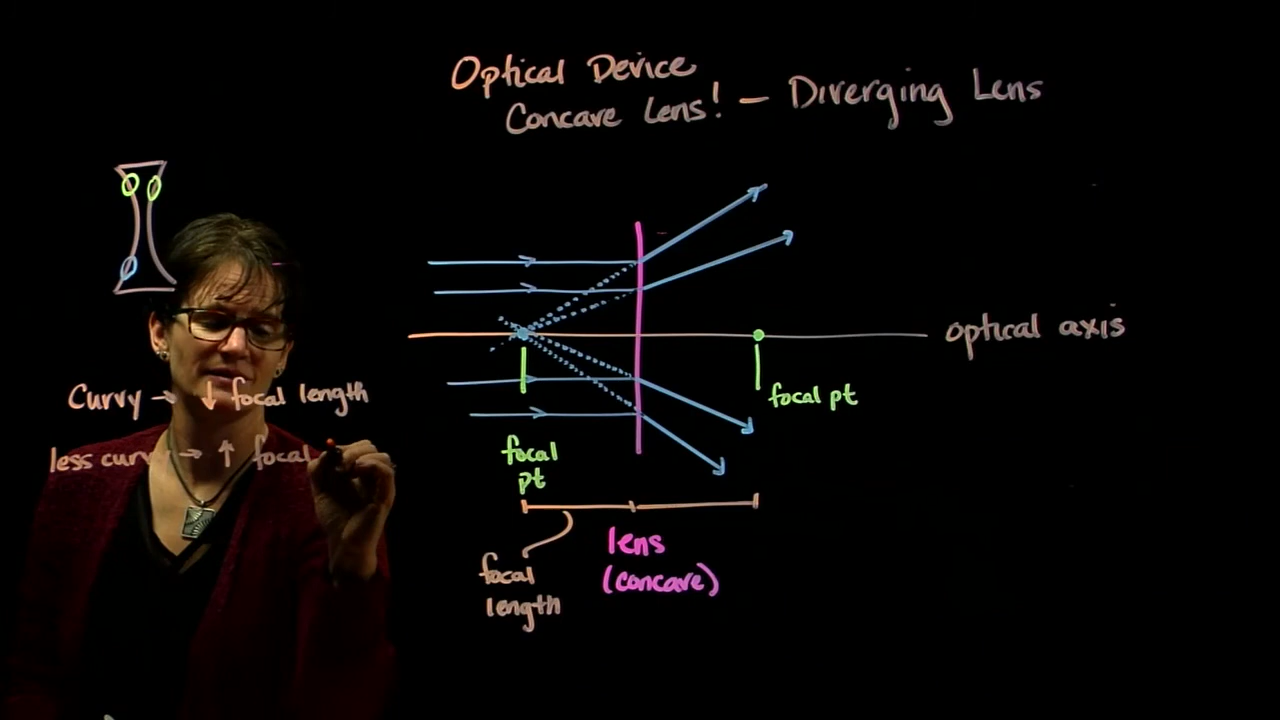 Optical Device
Concave Lens! – Diverging Lens
optical axis
Curvy → ↓ focal length
focal pt
less curvy → ↑ focal
focal
pt
lens
(concave)
focal
length